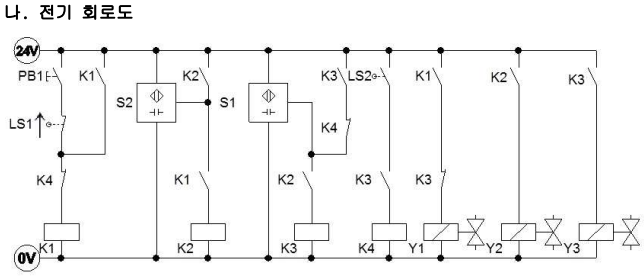 나. 전기 회로도
24V
PB1 K1 S2 K2 S1 K3 LS2 K1 K2 K3
LS1 K4
K4 K1 K2 K3 K3
K1 K2 K3 K4 Y1 Y2 Y3
0V